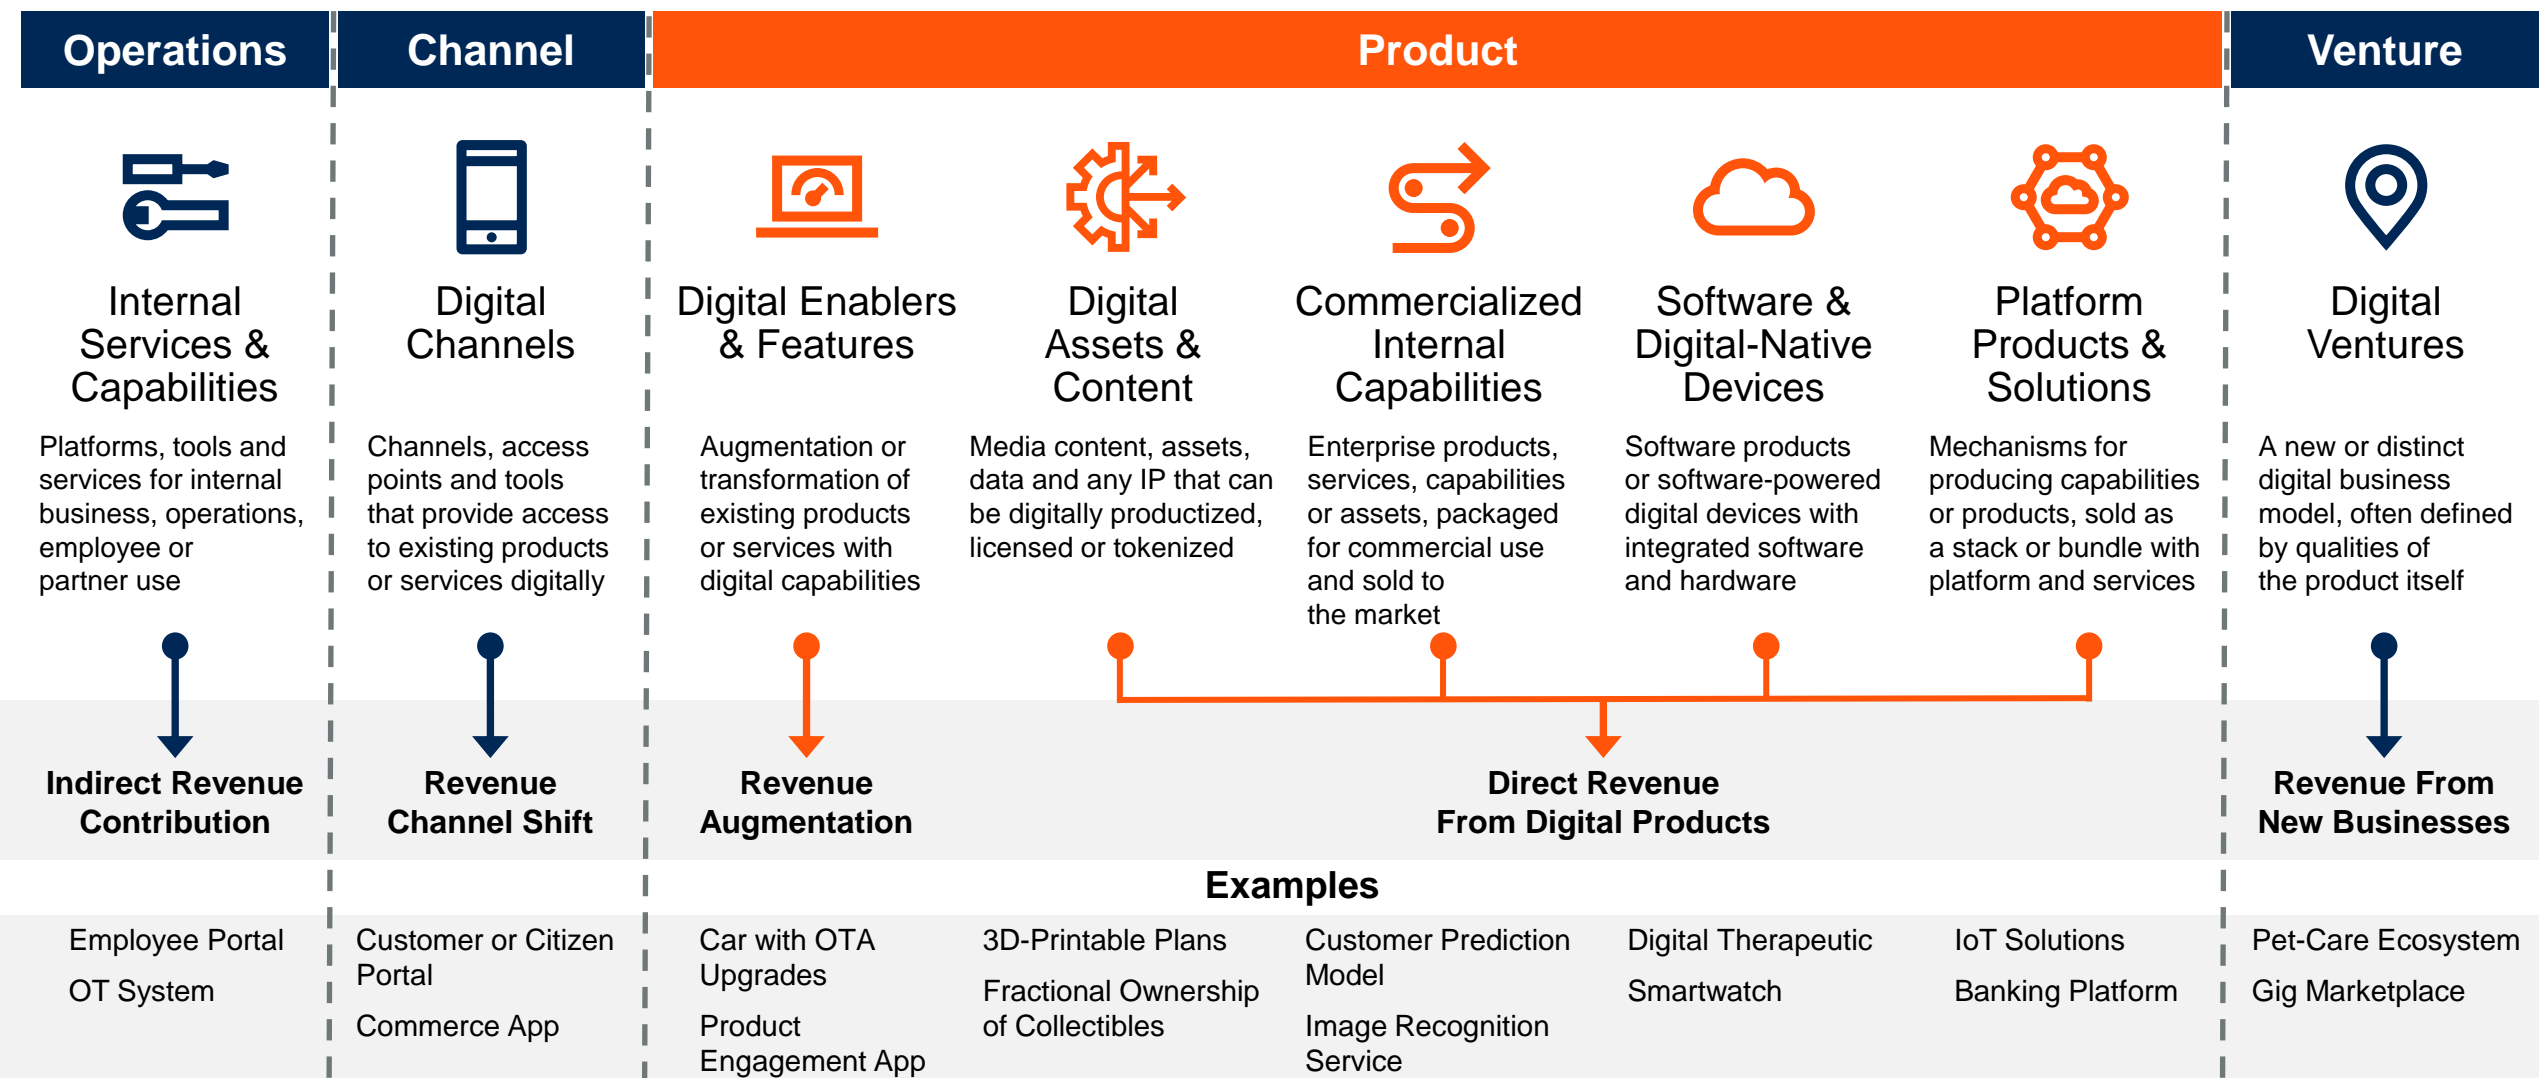 Operations
Channel
Product
Venture
Internal
Services &
Capabilities
Digital
Channels
Digital Enablers
& Features
Digital
Assets &
Content
Commercialized
Internal
Capabilities
Software &
Digital-Native
Devices
Platform
Products &
Solutions
Digital
Ventures
Platforms, tools and
services for internal
business, operations,
employee or
partner use
Channels, access
points and tools
that provide access
to existing products
or services digitally
Augmentation or
transformation of
existing products
or services with
digital capabilities
Media content, assets,
data and any IP that can
be digitally productized,
licensed or tokenized
Enterprise products,
services, capabilities
or assets, packaged
for commercial use
and sold to
the market
Software products
or software-powered
digital devices with
integrated software
and hardware
Mechanisms for
producing capabilities
or products, sold as
a stack or bundle with
platform and services
A new or distinct
digital business
model, often defined
by qualities of
the product itself
Indirect Revenue
Contribution
Revenue
Channel Shift
Revenue
Augmentation
Direct Revenue
From Digital Products
Revenue From
New Businesses
Examples
Employee Portal
OT System
Customer or Citizen
Portal
Commerce App
Car with OTA
Upgrades
Product
Engagement App
3D-Printable Plans
Fractional Ownership
of Collectibles
Customer Prediction
Model
Image Recognition
Service
Digital Therapeutic
Smartwatch
IoT Solutions
Banking Platform
Pet-Care Ecosystem
Gig Marketplace